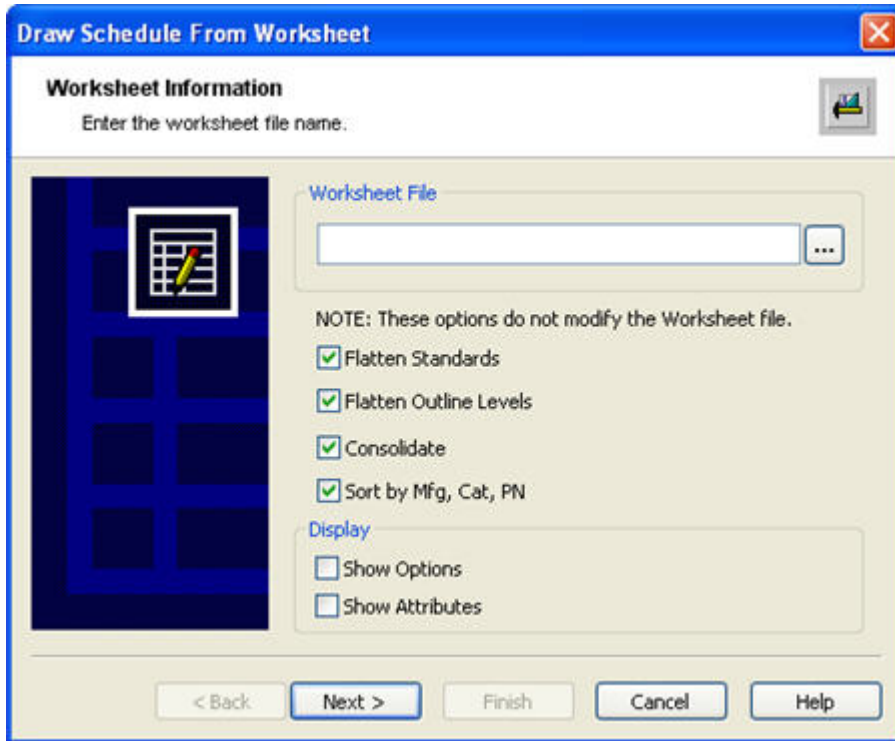 Draw Schedule From Worksheet
Worksheet Information
Enter the worksheet file name.
Worksheet File
...
NOTE: These options do not modify the Worksheet file.
Flatten Standards
Flatten Outline Levels
Consolidate
Sort by Mfg, Cat, PN
Display
Show Options
Show Attributes
< Back Next > Finish Cancel Help